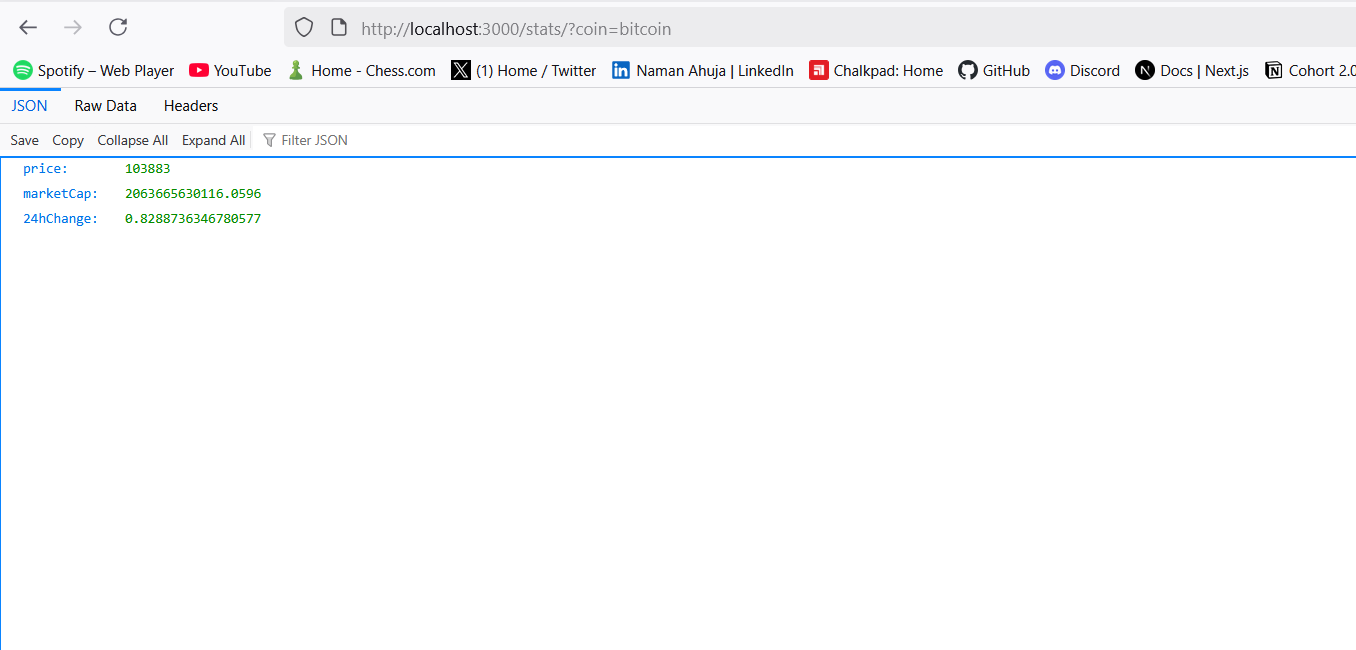 http://localhost:3000/stats/?coin=bitcoin
Spotify – Web Player YouTube Home - Chess.com (1) Home / Twitter Naman Ahuja | LinkedIn Chalkpad: Home GitHub Discord Docs | Next.js Cohort 2.0
JSON Raw Data Headers
Save Copy Collapse All Expand All Filter JSON
price: 103883
marketCap: 2063665630116.0596
24hChange: 0.8288736346780577